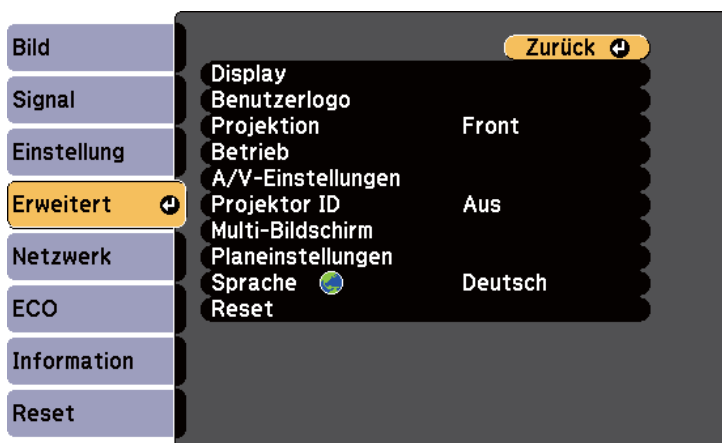 Bild
Signal
Einstellung
Erweitert
Netzwerk
ECO
Information
Reset
Zurück
Display
Benutzerlogo
Projektion Front
Betrieb
A/V-Einstellungen
Projektor ID Aus
Multi-Bildschirm
Planeinstellungen
Sprache Deutsch
Reset